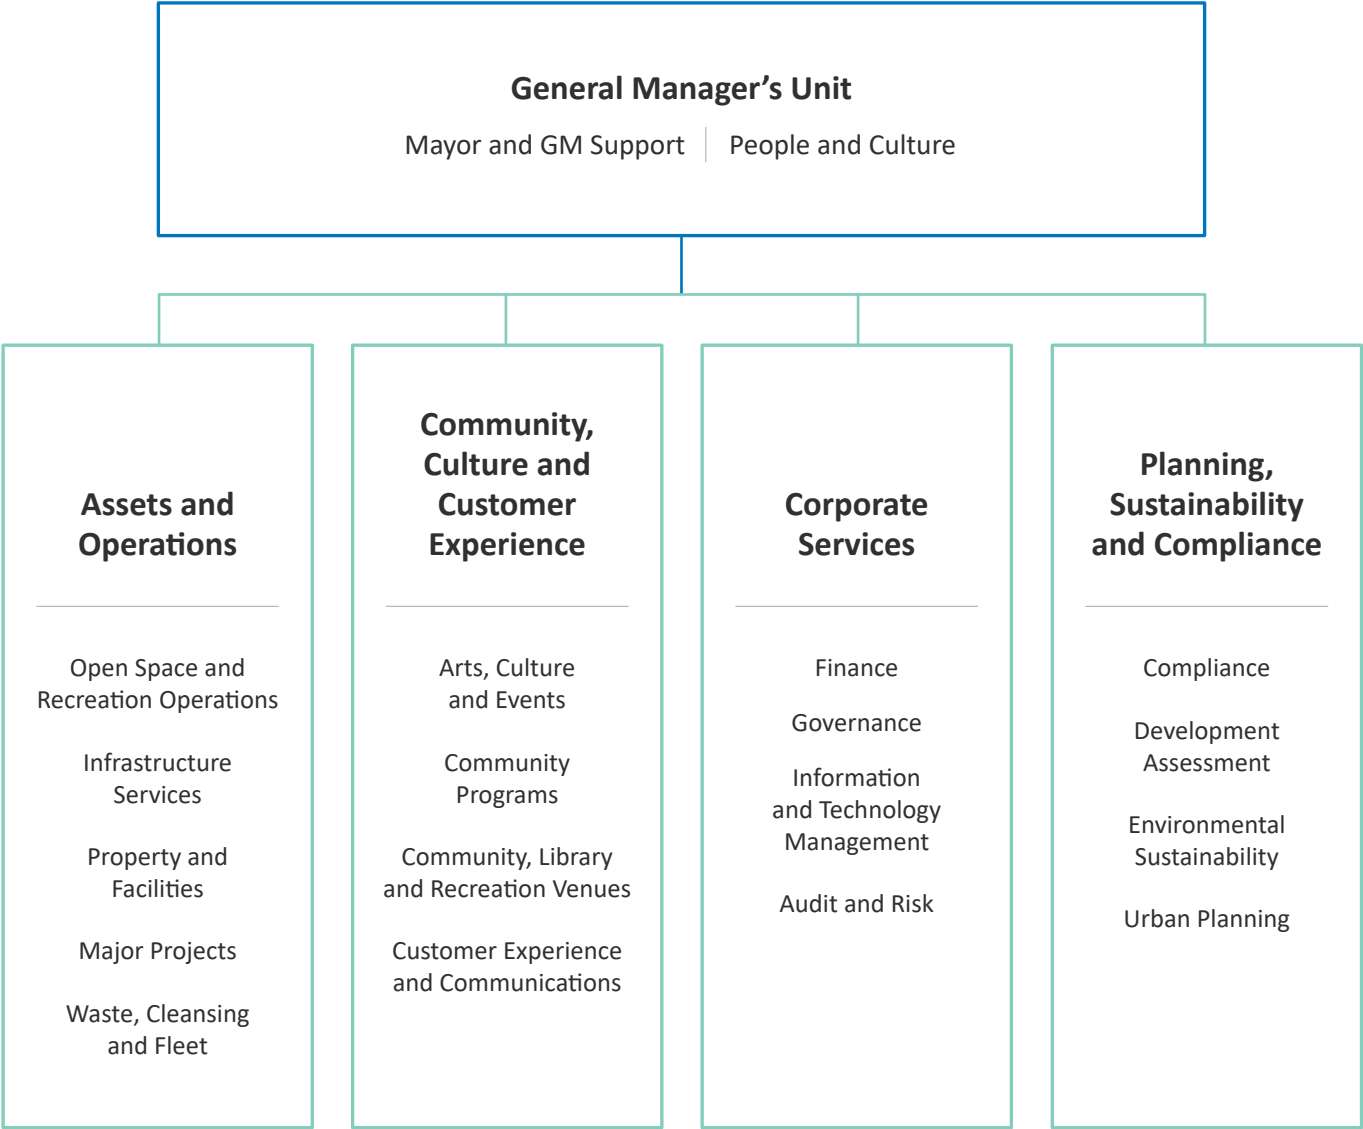 General Manager’s Unit
Mayor and GM Support
People and Culture
Assets and
Operations
Open Space and
Recreation Operations
Infrastructure
Services
Property and
Facilities
Major Projects
Waste, Cleansing
and Fleet
Community,
Culture and
Customer
Experience
Arts, Culture
and Events
Community
Programs
Community, Library
and Recreation Venues
Customer Experience
and Communications
Corporate
Services
Finance
Governance
Information
and Technology
Management
Audit and Risk
Planning,
Sustainability
and Compliance
Compliance
Development
Assessment
Environmental
Sustainability
Urban Planning